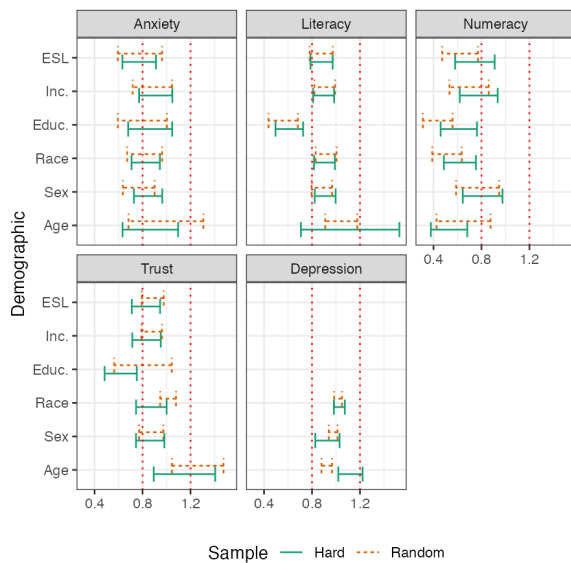 Anxiety Literacy Numeracy
ESL
Inc.
Educ.
Race
Sex
Age
0.4 0.8 1.2
Trust Depression
ESL
Inc.
Educ.
Race
Sex
Age
0.4 0.8 1.2 0.4 0.8 1.2
Demographic
Sample Hard Random